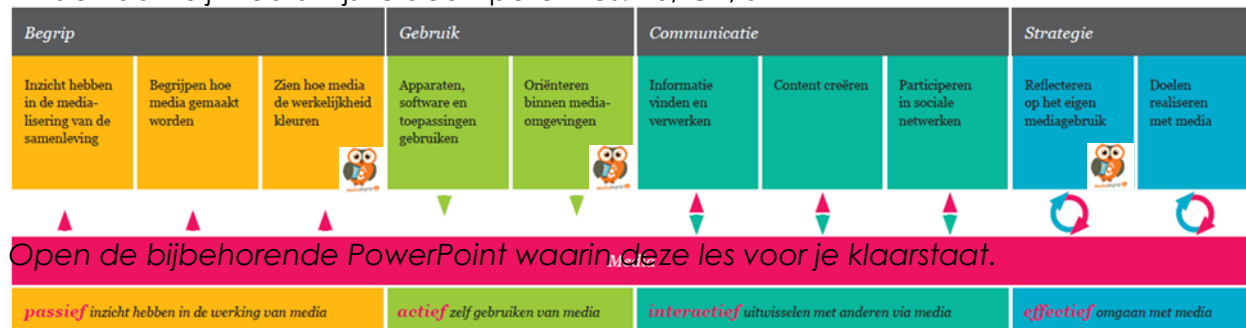 Begrip
Gebruik
Communicatie
Strategie
Inzicht hebben
in de media-
lisering van de
samenleving
Begrijpen hoe
media gemaakt
worden
Zien hoe media
de werkelijkheid
kleuren
Apparaten,
software en
toepassingen
gebruiken
Oriënteren
binnen media-
omgevingen
Informatie
vinden en
verwerken
Content creëren
Participeren
in sociale
netwerken
Reflecteren
op het eigen
mediagebruik
Doelen
realiseren
met media
Media
Open de bijbehorende PowerPoint waarin deze les voor je klaarstaat.
passief inzicht hebben in de werking van media
actief zelf gebruiken van media
interactief uitwisselen met anderen via media
effectief omgaan met media